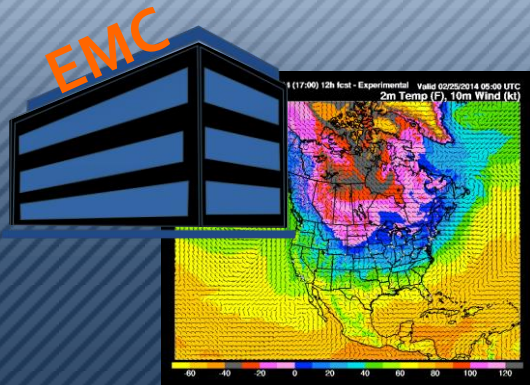 EMC
(17:00) 12h fcst - Experimental Valid 02/25/2014 05:00 UTC
2m Temp (F), 10m Wind (kt)
-60 -40 -20 0 20 40 60 80 100 120